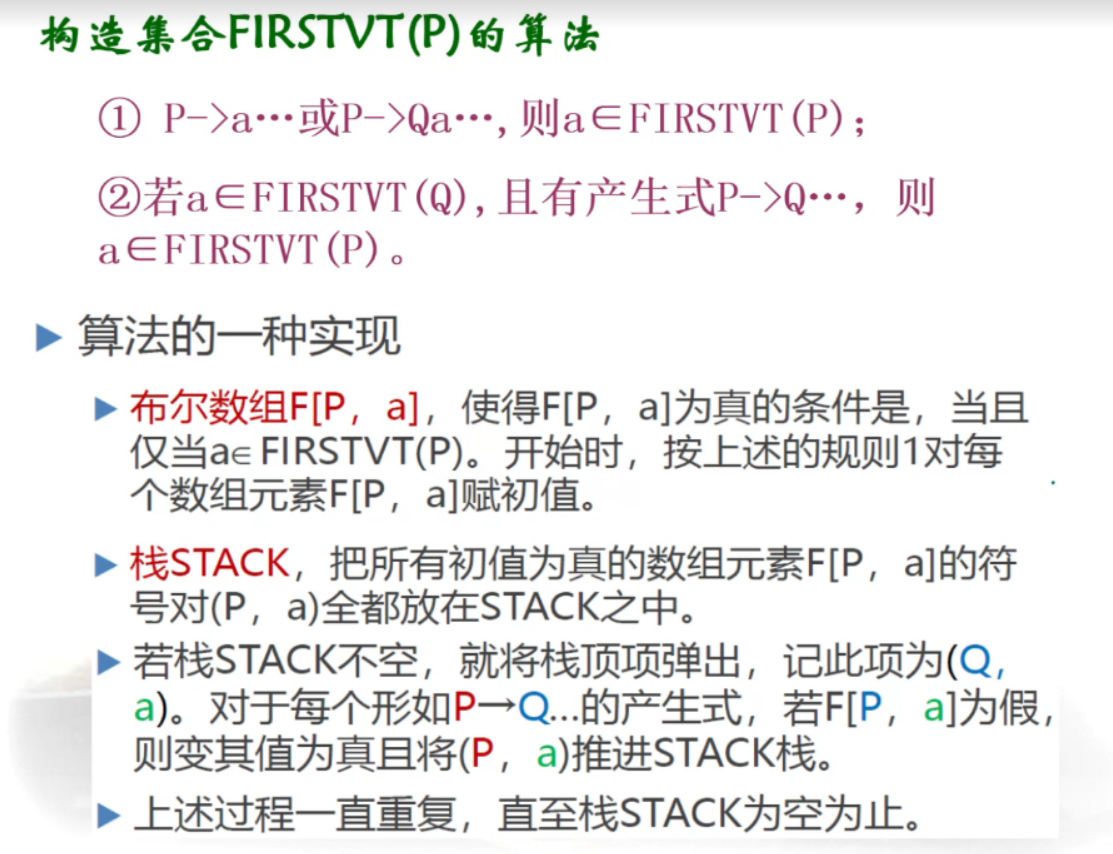 构造集合FIRSTVT(P)的算法
① P->a…或P->Qa…,则a∈FIRSTVT(P);
②若a∈FIRSTVT(Q),且有产生式P->Q…，则
a∈FIRSTVT(P)。
算法的一种实现
布尔数组F[P，a]，使得F[P，a]为真的条件是，当且
仅当a∈FIRSTVT(P)。开始时，按上述的规则1对每
个数组元素F[P，a]赋初值。
栈STACK，把所有初值为真的数组元素F[P，a]的符
号对(P，a)全都放在STACK之中。
若栈STACK不空，就将栈顶项弹出，记此项为(Q，
a)。对于每个形如P→Q…的产生式，若F[P，a]为假，
则变其值为真且将(P，a)推进STACK栈。
上述过程一直重复，直至栈STACK为空为止。